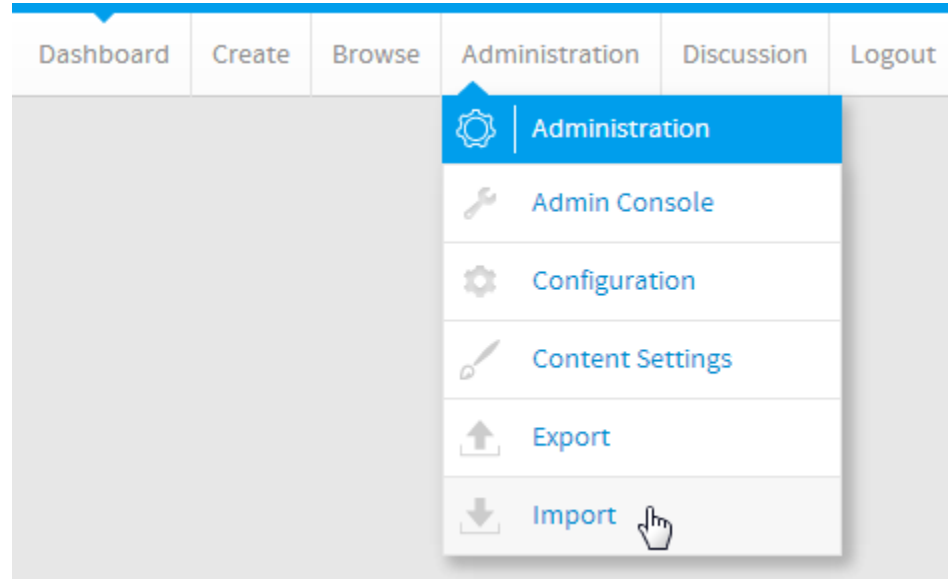 Dashboard Create Browse Administration Discussion Logout
Administration
Admin Console
Configuration
Content Settings
Export
Import